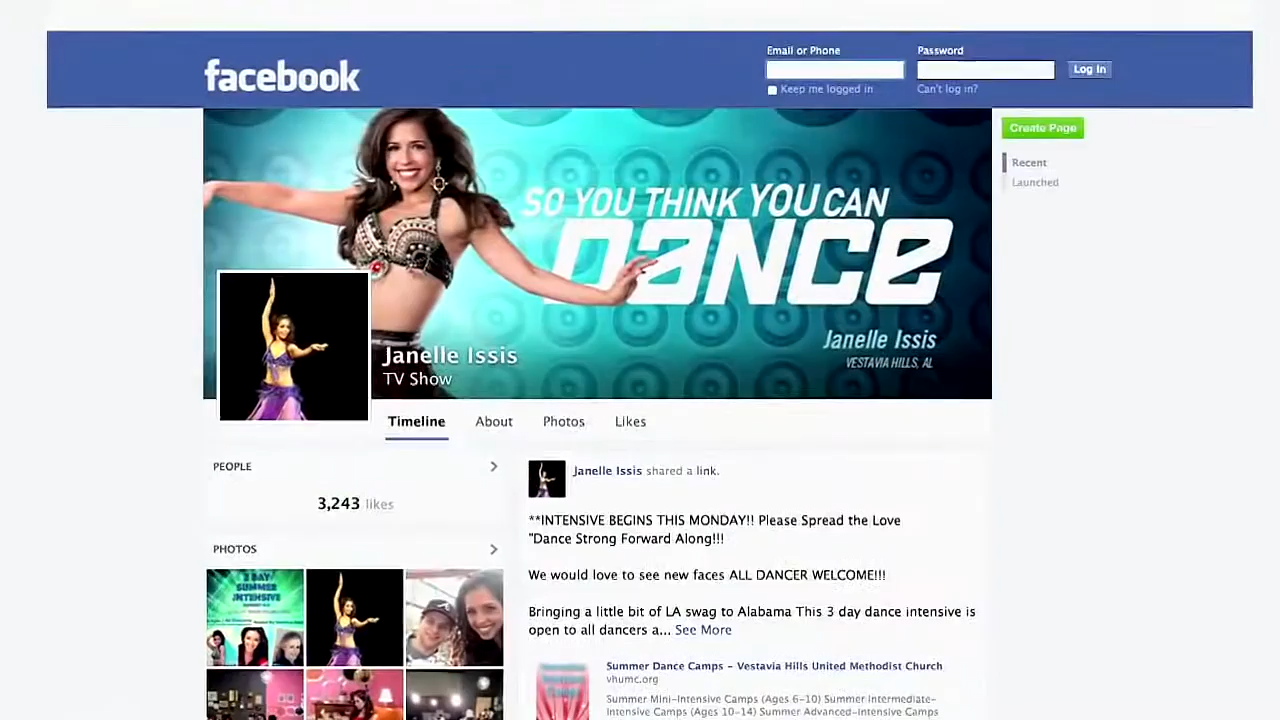 facebook
Email or Phone
Password
Log In
Keep me logged in
Can't log in?
SO YOU THINK YOU CAN
DANCE
Janelle Issis
VESTAVIA HILLS, AL
Janelle Issis
TV Show
Create Page
Recent
Launched
Timeline
About
Photos
Likes
PEOPLE
3,243 likes
PHOTOS
2 DAY
SUMMER
INTENSIVE
Janelle Issis shared a link.
**INTENSIVE BEGINS THIS MONDAY!! Please Spread the Love
"Dance Strong Forward Along!!!
We would love to see new faces ALL DANCER WELCOME!!!
Bringing a little bit of LA swag to Alabama This 3 day dance intensive is
open to all dancers a... See More
Summer Dance Camps – Vestavia Hills United Methodist Church
vhumc.org
Summer Mini-Intensive Camps (Ages 6-10) Summer Intermediate-
Intensive Camps (Ages 10-14) Summer Advanced-Intensive Camps